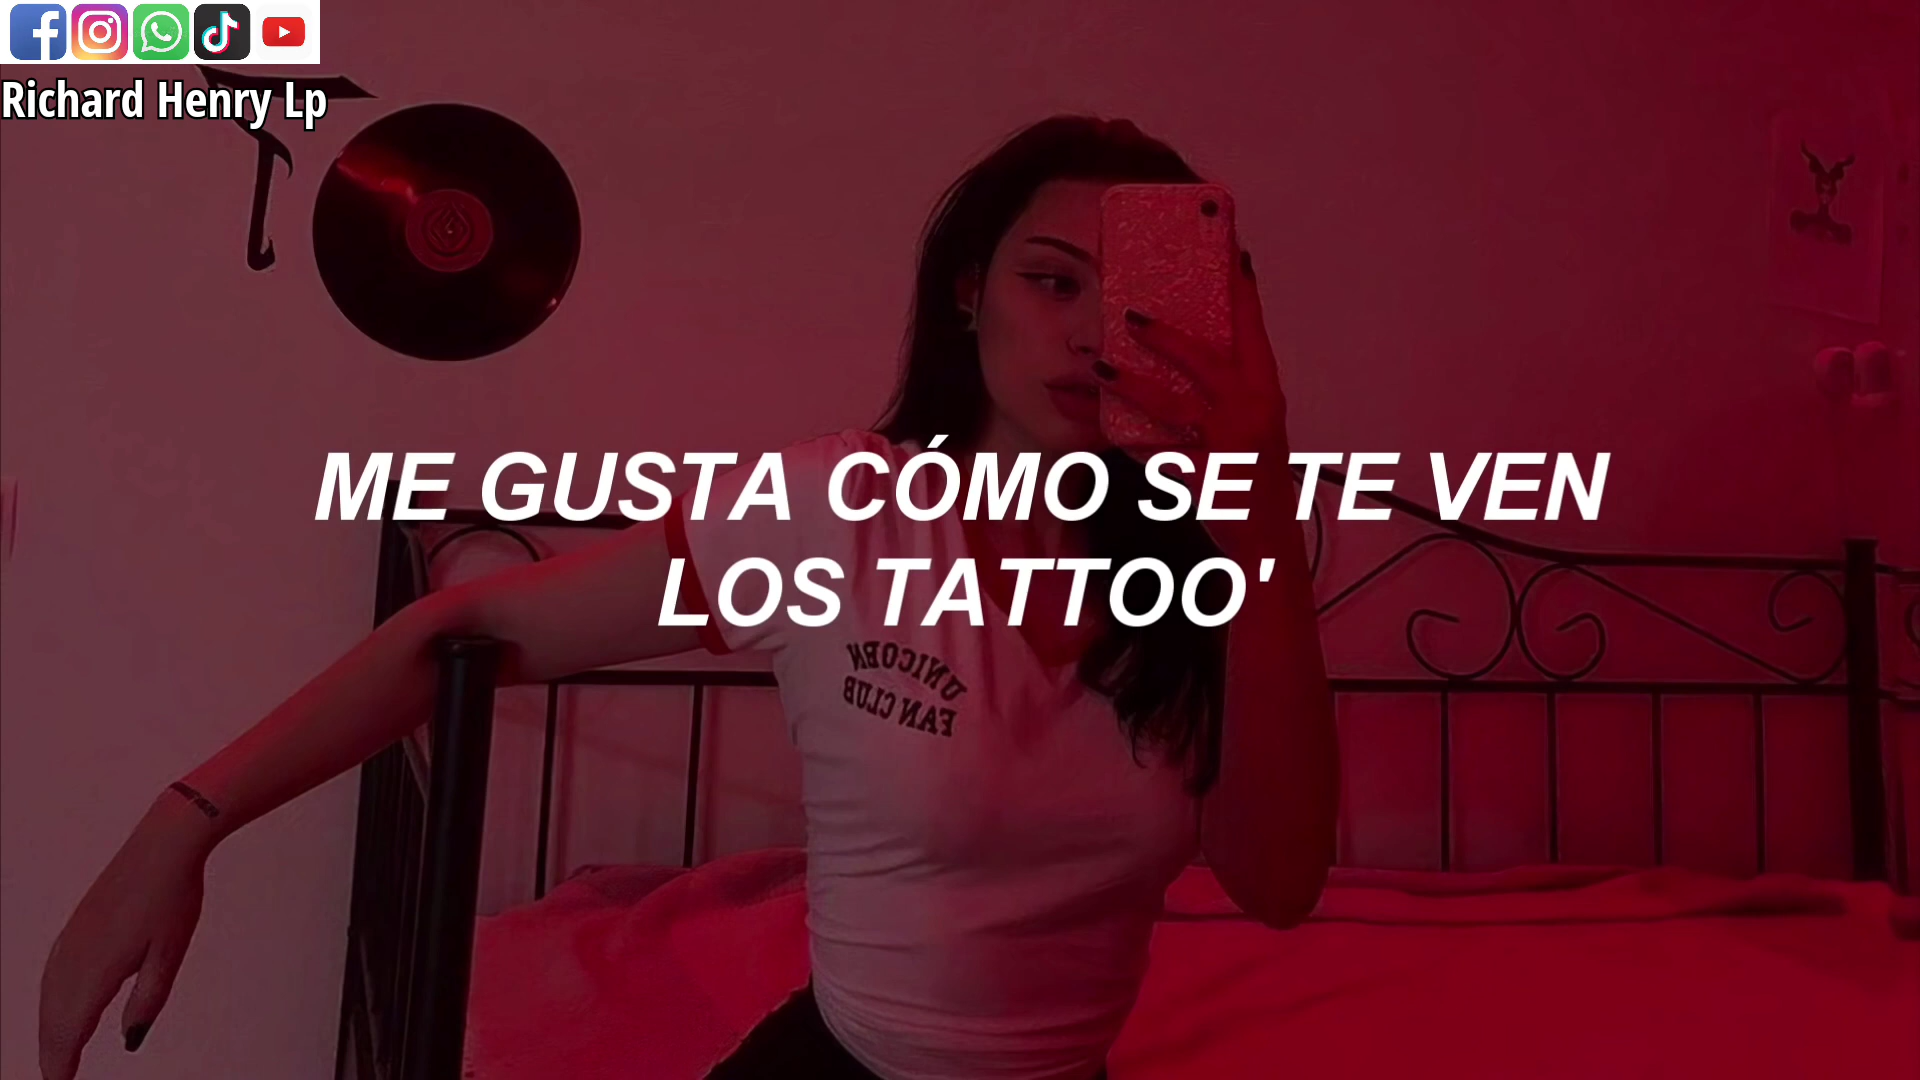 Richard Henry Lp
ME GUSTA CÓMO SE TE VEN
LOS TATTOO'
UNICORN
FAN CLUB